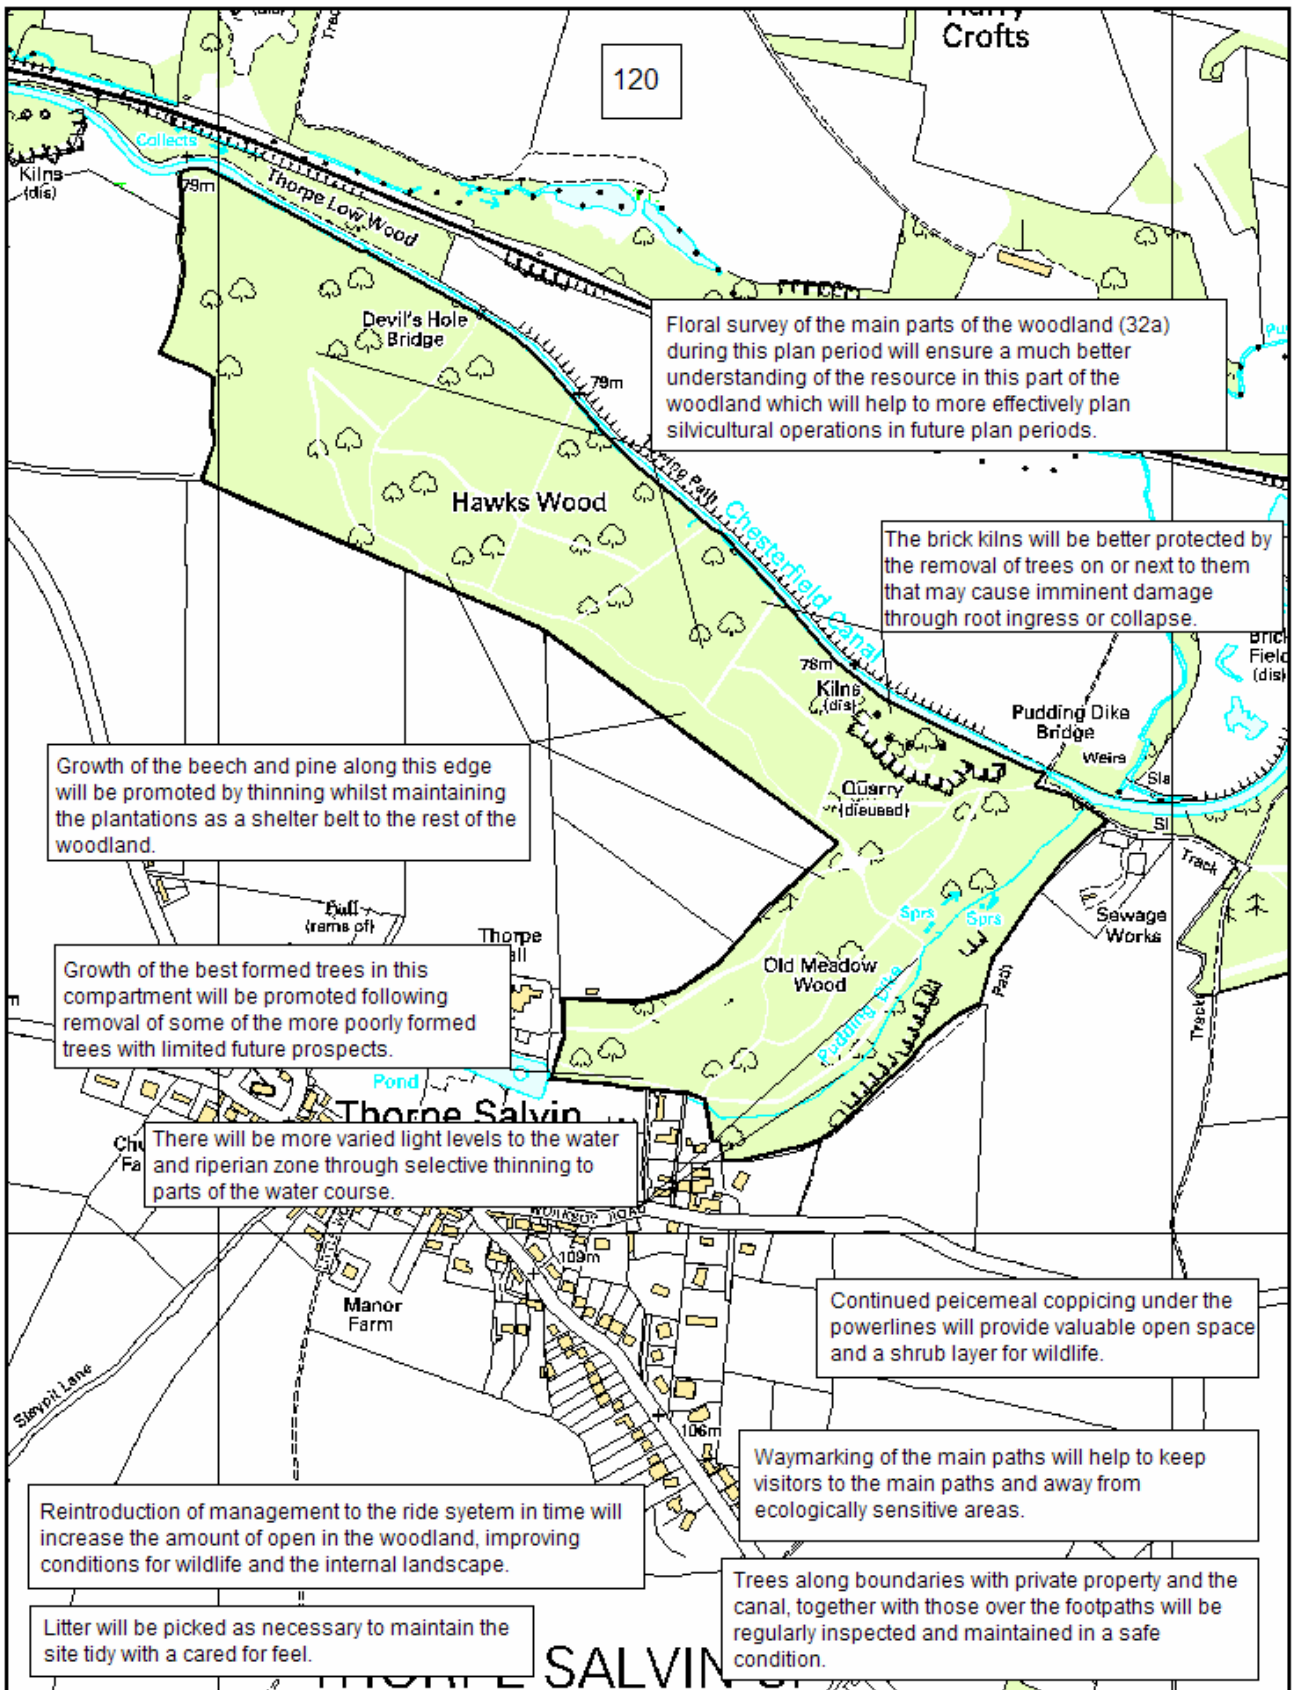 Crofts
120
Collects
Kilns
(dis)
79m
Thorpe Low Wood
Devil's Hole
Bridge
79m
Floral survey of the main parts of the woodland (32a)
during this plan period will ensure a much better
understanding of the resource in this part of the
woodland which will help to more effectively plan
silvicultural operations in future plan periods.
Path
Hawks Wood
Chesterfield Canal
The brick kilns will be better protected by
the removal of trees on or next to them
that may cause imminent damage
through root ingress or collapse.
Brick
Field
(dis)
78m
Kilns
(dis)
Pudding Dike
Bridge
Weirs
Sls
Sl
Quarry
(disused)
Track
Growth of the beech and pine along this edge
will be promoted by thinning whilst maintaining
the plantations as a shelter belt to the rest of the
woodland.
Hall
(rems of)
Thorpe
Sprs
Sprs
Sewage
Works
Old Meadow
Wood
Path
Track
Growth of the best formed trees in this
compartment will be promoted following
removal of some of the more poorly formed
trees with limited future prospects.
Pudding Dike
Pond
Thorpe Salvin
There will be more varied light levels to the water
and riperian zone through selective thinning to
parts of the water course.
WORKSOP ROAD
109m
Manor
Farm
Continued peicemeal coppicing under the
powerlines will provide valuable open space
and a shrub layer for wildlife.
Slaypit Lane
106m
Waymarking of the main paths will help to keep
visitors to the main paths and away from
ecologically sensitive areas.
Reintroduction of management to the ride syetem in time will
increase the amount of open in the woodland, improving
conditions for wildlife and the internal landscape.
Trees along boundaries with private property and the
canal, together with those over the footpaths will be
regularly inspected and maintained in a safe
condition.
Litter will be picked as necessary to maintain the
site tidy with a cared for feel.
THORPE SALVIN